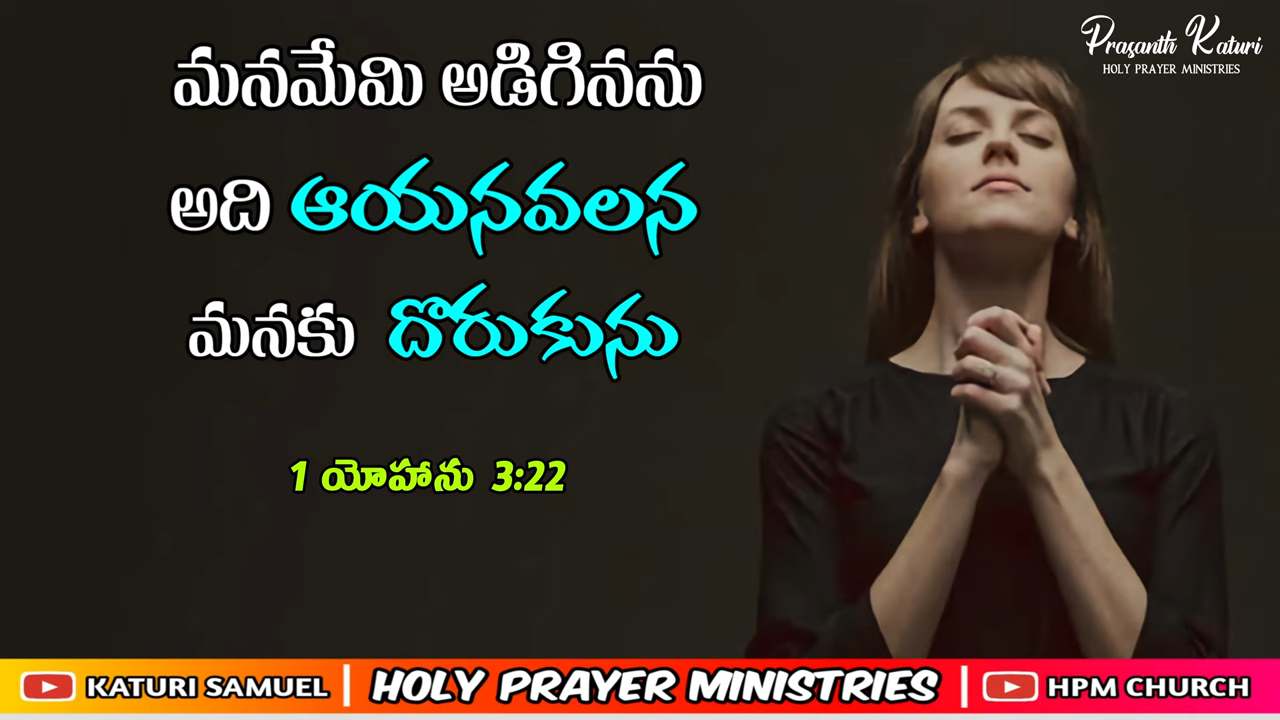 Prasanth Katuri
HOLY PRAYER MINISTRIES
మనమేమి అడిగినను
అది ఆయనవలన
మనకు దొరుకును
1 యోహాను 3:22
KATURI SAMUEL | HOLY PRAYER MINISTRIES | HPM CHURCH